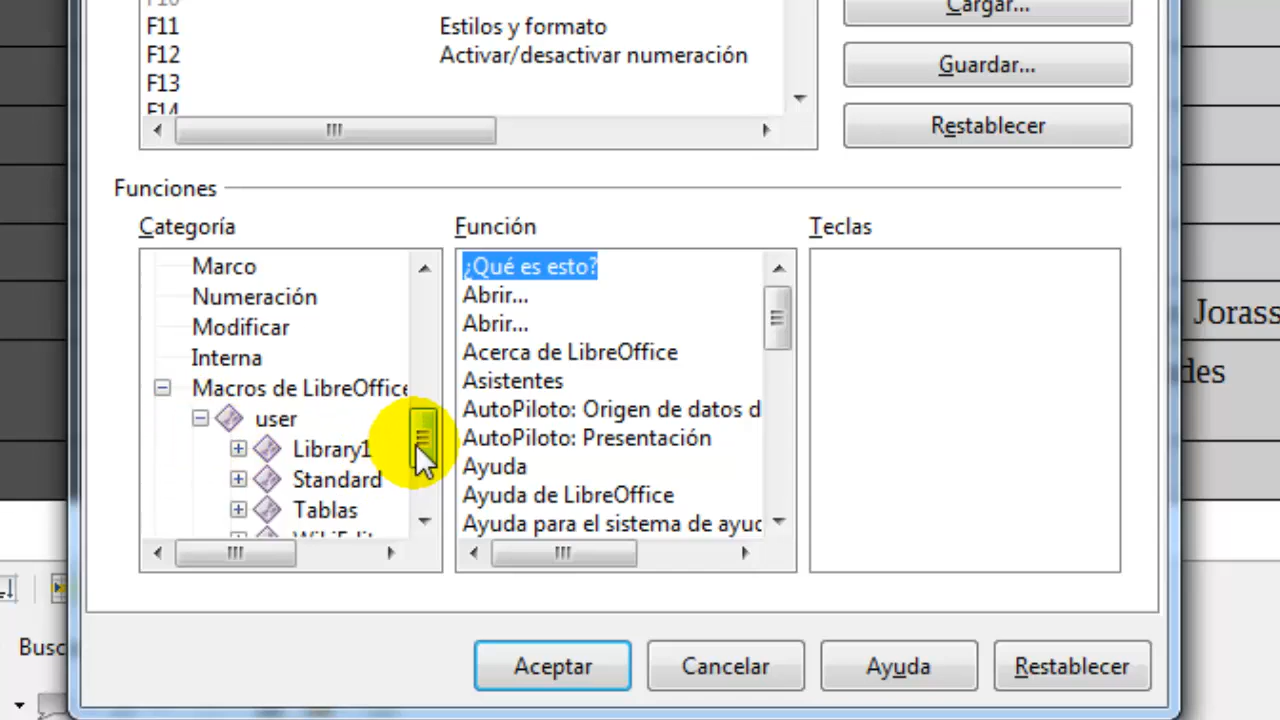 F10
F11 Estilos y formato
F12 Activar/desactivar numeración
F13
F14
Cargar...
Guardar...
Restablecer
Funciones
Categoría
Marco
Numeración
Modificar
Interna
Macros de LibreOffice
user
Library1
Standard
Tablas
Función
¿Qué es esto?
Abrir...
Abrir...
Acerca de LibreOffice
Asistentes
AutoPiloto: Origen de datos d
AutoPiloto: Presentación
Ayuda
Ayuda de LibreOffice
Ayuda para el sistema de ayuc
Teclas
Jorass
des
Busc
Aceptar
Cancelar
Ayuda
Restablecer